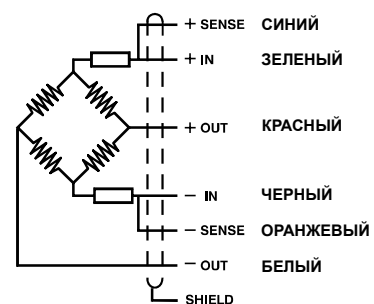 + SENSE СИНИЙ
+ IN ЗЕЛЕНЫЙ
+ OUT КРАСНЫЙ
− IN ЧЕРНЫЙ
− SENSE ОРАНЖЕВЫЙ
− OUT БЕЛЫЙ
SHIELD